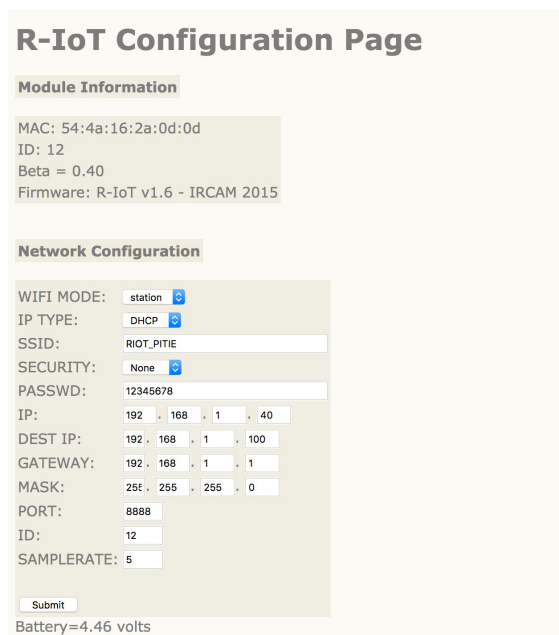 R-IoT Configuration Page
Module Information
MAC: 54:4a:16:2a:0d:0d
ID: 12
Beta = 0.40
Firmware: R-IoT v1.6 - IRCAM 2015
Network Configuration
WIFI MODE: station
IP TYPE: DHCP
SSID: RIOT_PITIE
SECURITY: None
PASSWD: 12345678
IP: 192 . 168 . 1 . 40
DEST IP: 192 . 168 . 1 . 100
GATEWAY: 192 . 168 . 1 . 1
MASK: 255 . 255 . 255 . 0
PORT: 8888
ID: 12
SAMPLERATE: 5
Submit
Battery=4.46 volts